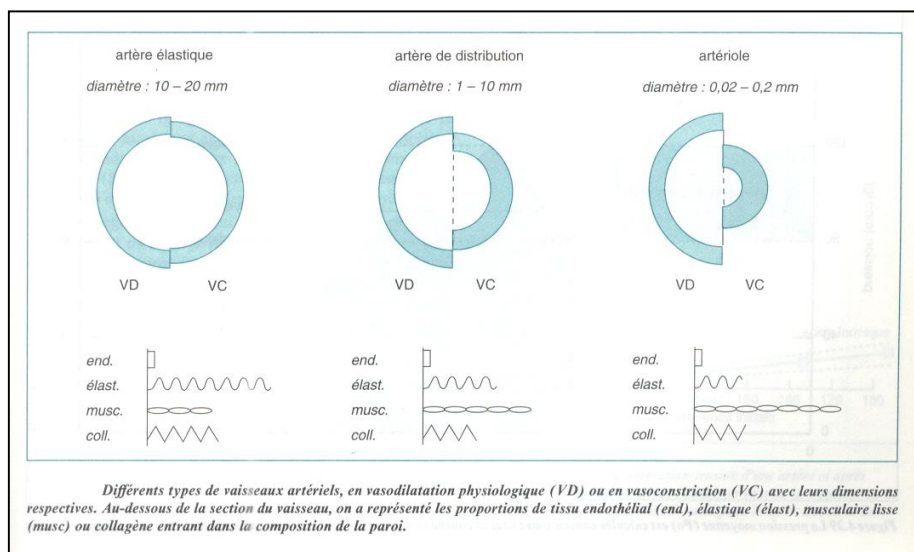 artère élastique
diamètre : 10 – 20 mm
VD VC
end.
élast.
musc.
coll.
artère de distribution
diamètre : 1 – 10 mm
VD VC
end.
élast.
musc.
coll.
artériole
diamètre : 0,02 – 0,2 mm
VD VC
end.
élast.
musc.
coll.
Différents types de vaisseaux artériels, en vasodilatation physiologique (VD) ou en vasoconstriction (VC) avec leurs dimensions
respectives. Au-dessous de la section du vaisseau, on a représenté les proportions de tissu endothélial (end), élastique (élast), musculaire lisse
(musc) ou collagène entrant dans la composition de la paroi.